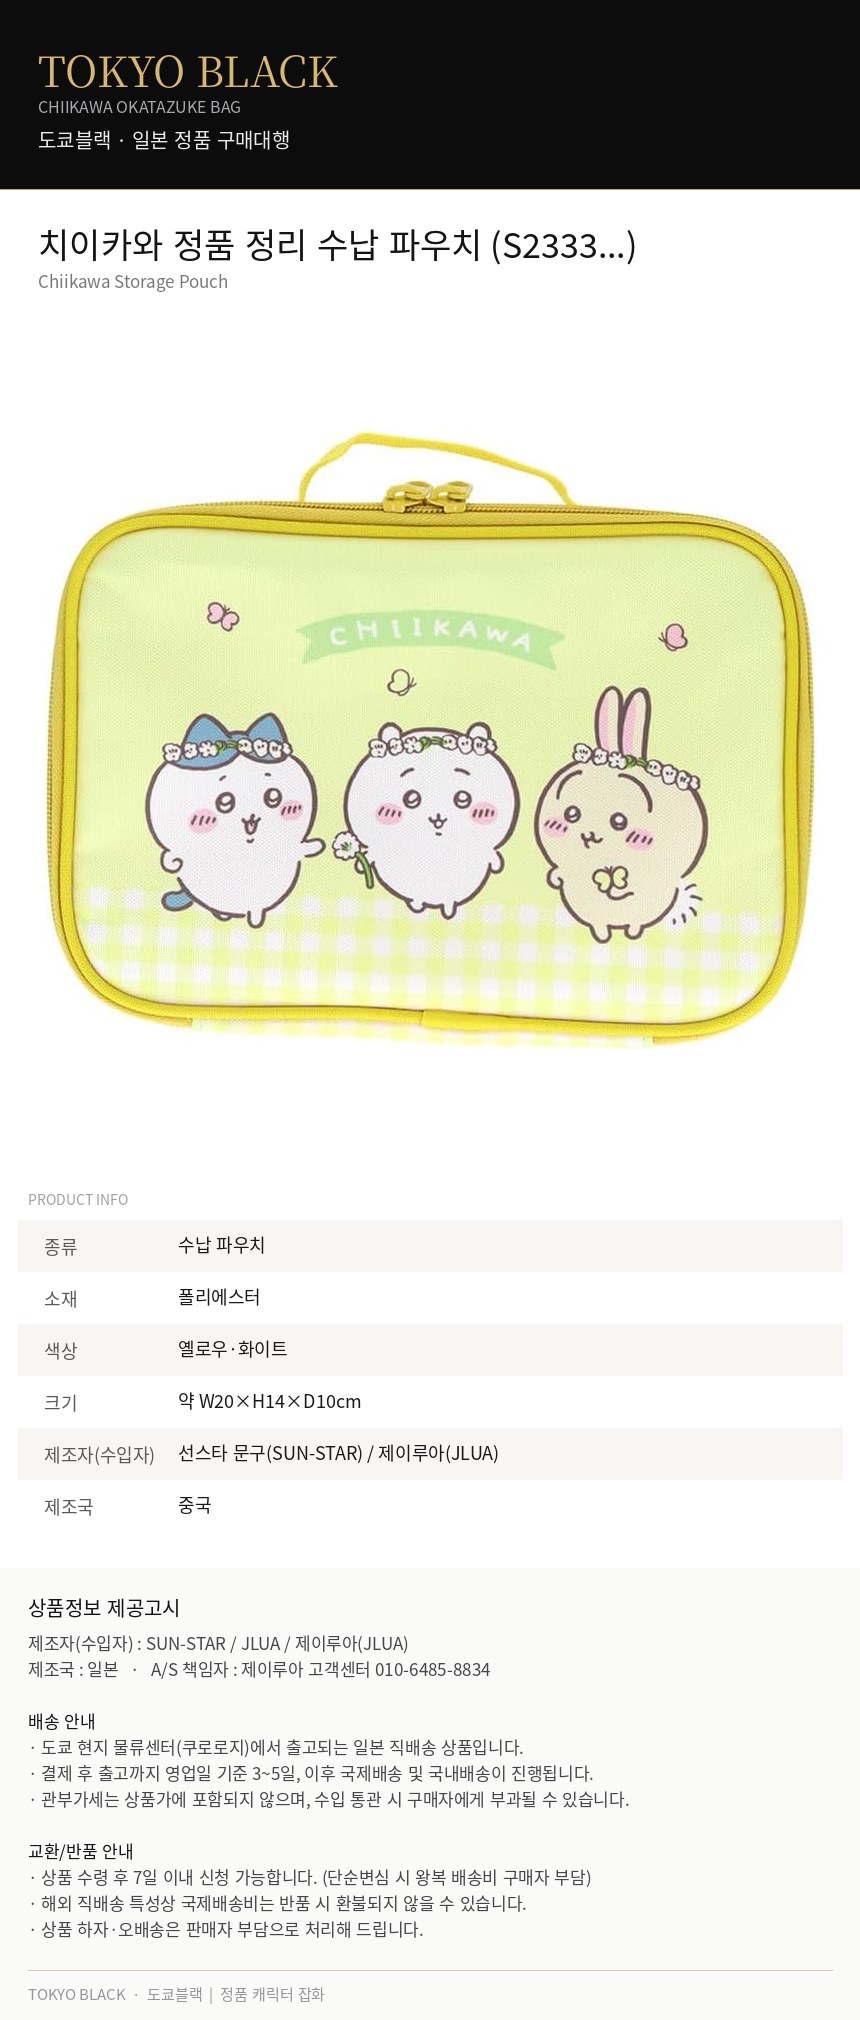 TOKYO BLACK
CHIIKAWA OKATAZUKE BAG
도쿄블랙 · 일본 정품 구매대행
치이카와 정품 정리 수납 파우치 (S2333...)
Chiikawa Storage Pouch
CHIIKAWA
PRODUCT INFO
종류 수납 파우치
소재 폴리에스터
색상 옐로우·화이트
크기 약 W20×H14×D10cm
제조자(수입자) 선스타 문구(SUN-STAR) / 제이루아(JLUA)
제조국 중국
상품정보 제공고시
제조자(수입자) : SUN-STAR / JLUA / 제이루아(JLUA)
제조국 : 일본 · A/S 책임자 : 제이루아 고객센터 010-6485-8834
배송 안내
· 도쿄 현지 물류센터(쿠로로지)에서 출고되는 일본 직배송 상품입니다.
· 결제 후 출고까지 영업일 기준 3~5일, 이후 국제배송 및 국내배송이 진행됩니다.
· 관부가세는 상품가에 포함되지 않으며, 수입 통관 시 구매자에게 부과될 수 있습니다.
교환/반품 안내
· 상품 수령 후 7일 이내 신청 가능합니다. (단순변심 시 왕복 배송비 구매자 부담)
· 해외 직배송 특성상 국제배송비는 반품 시 환불되지 않을 수 있습니다.
· 상품 하자·오배송은 판매자 부담으로 처리해 드립니다.
TOKYO BLACK · 도쿄블랙 | 정품 캐릭터 잡화